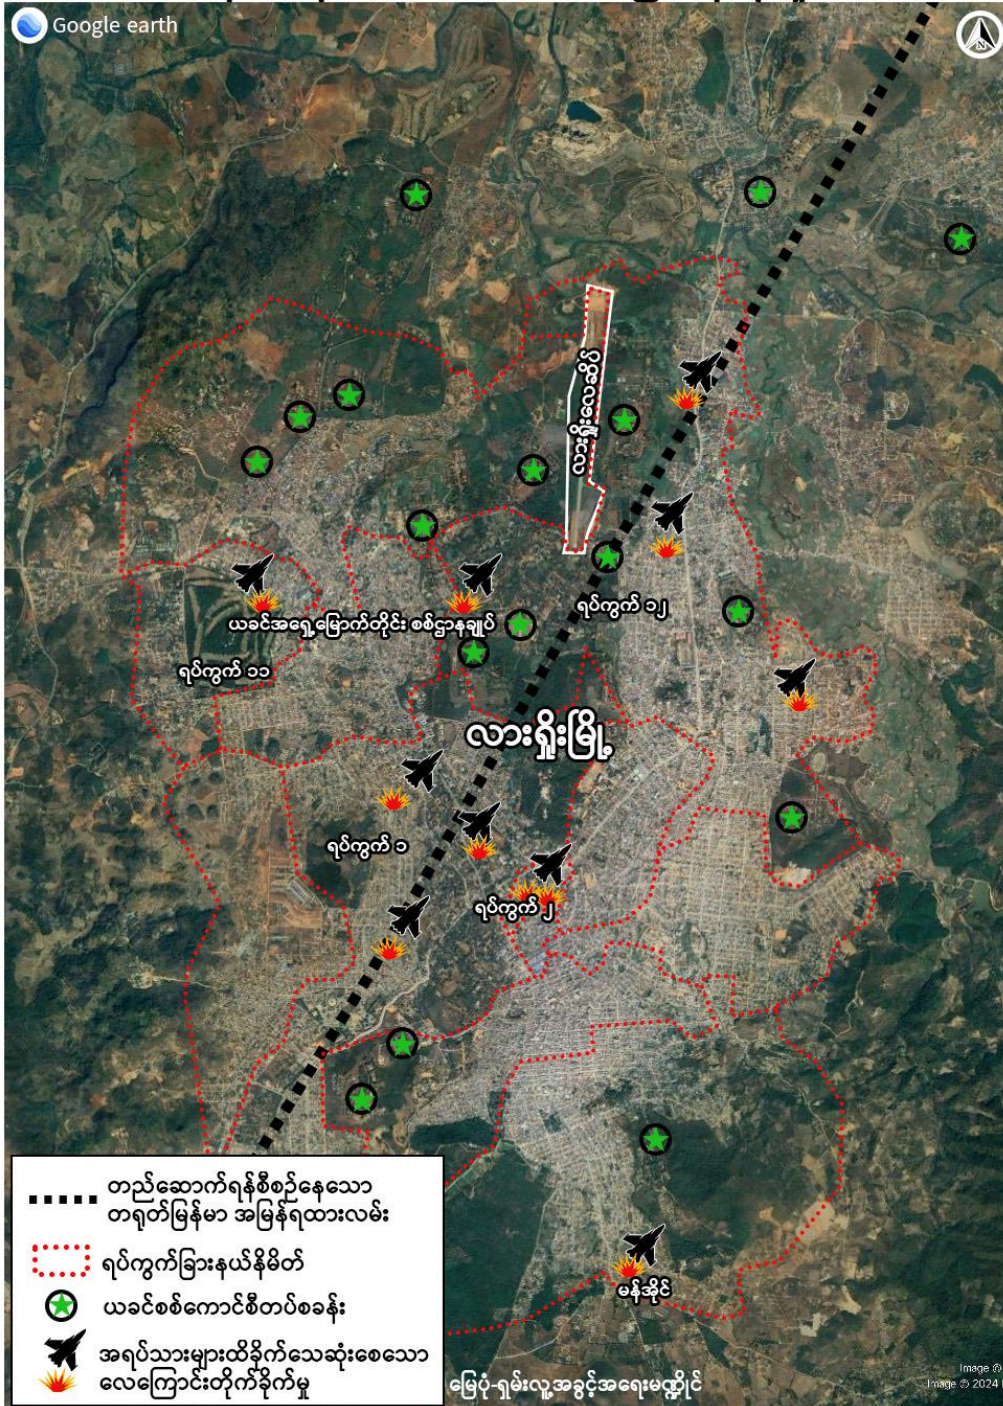 Google earth
လားရှိုးလေဆိပ်
ရပ်ကွက် ၁၂
ယခင်အရှေ့မြောက်တိုင်း စစ်ဌာနချုပ်
ရပ်ကွက် ၁၁
လားရှိုးမြို့
ရပ်ကွက် ၁
ရပ်ကွက် ၂
မန်အိုင်
တည်ဆောက်ရန်စီစဉ်နေသော
တရုတ်မြန်မာ အမြန်ရထားလမ်း
ရပ်ကွက်ခြားနယ်နိမိတ်
ယခင်စစ်ကောင်စီတပ်စခန်း
အရပ်သားများထိခိုက်သေဆုံးစေသော
လေကြောင်းတိုက်ခိုက်မှု
မြေပုံ-ရှမ်းလူ့အခွင့်အရေးမဏ္ဍိုင်
Image ©
Image © 2024